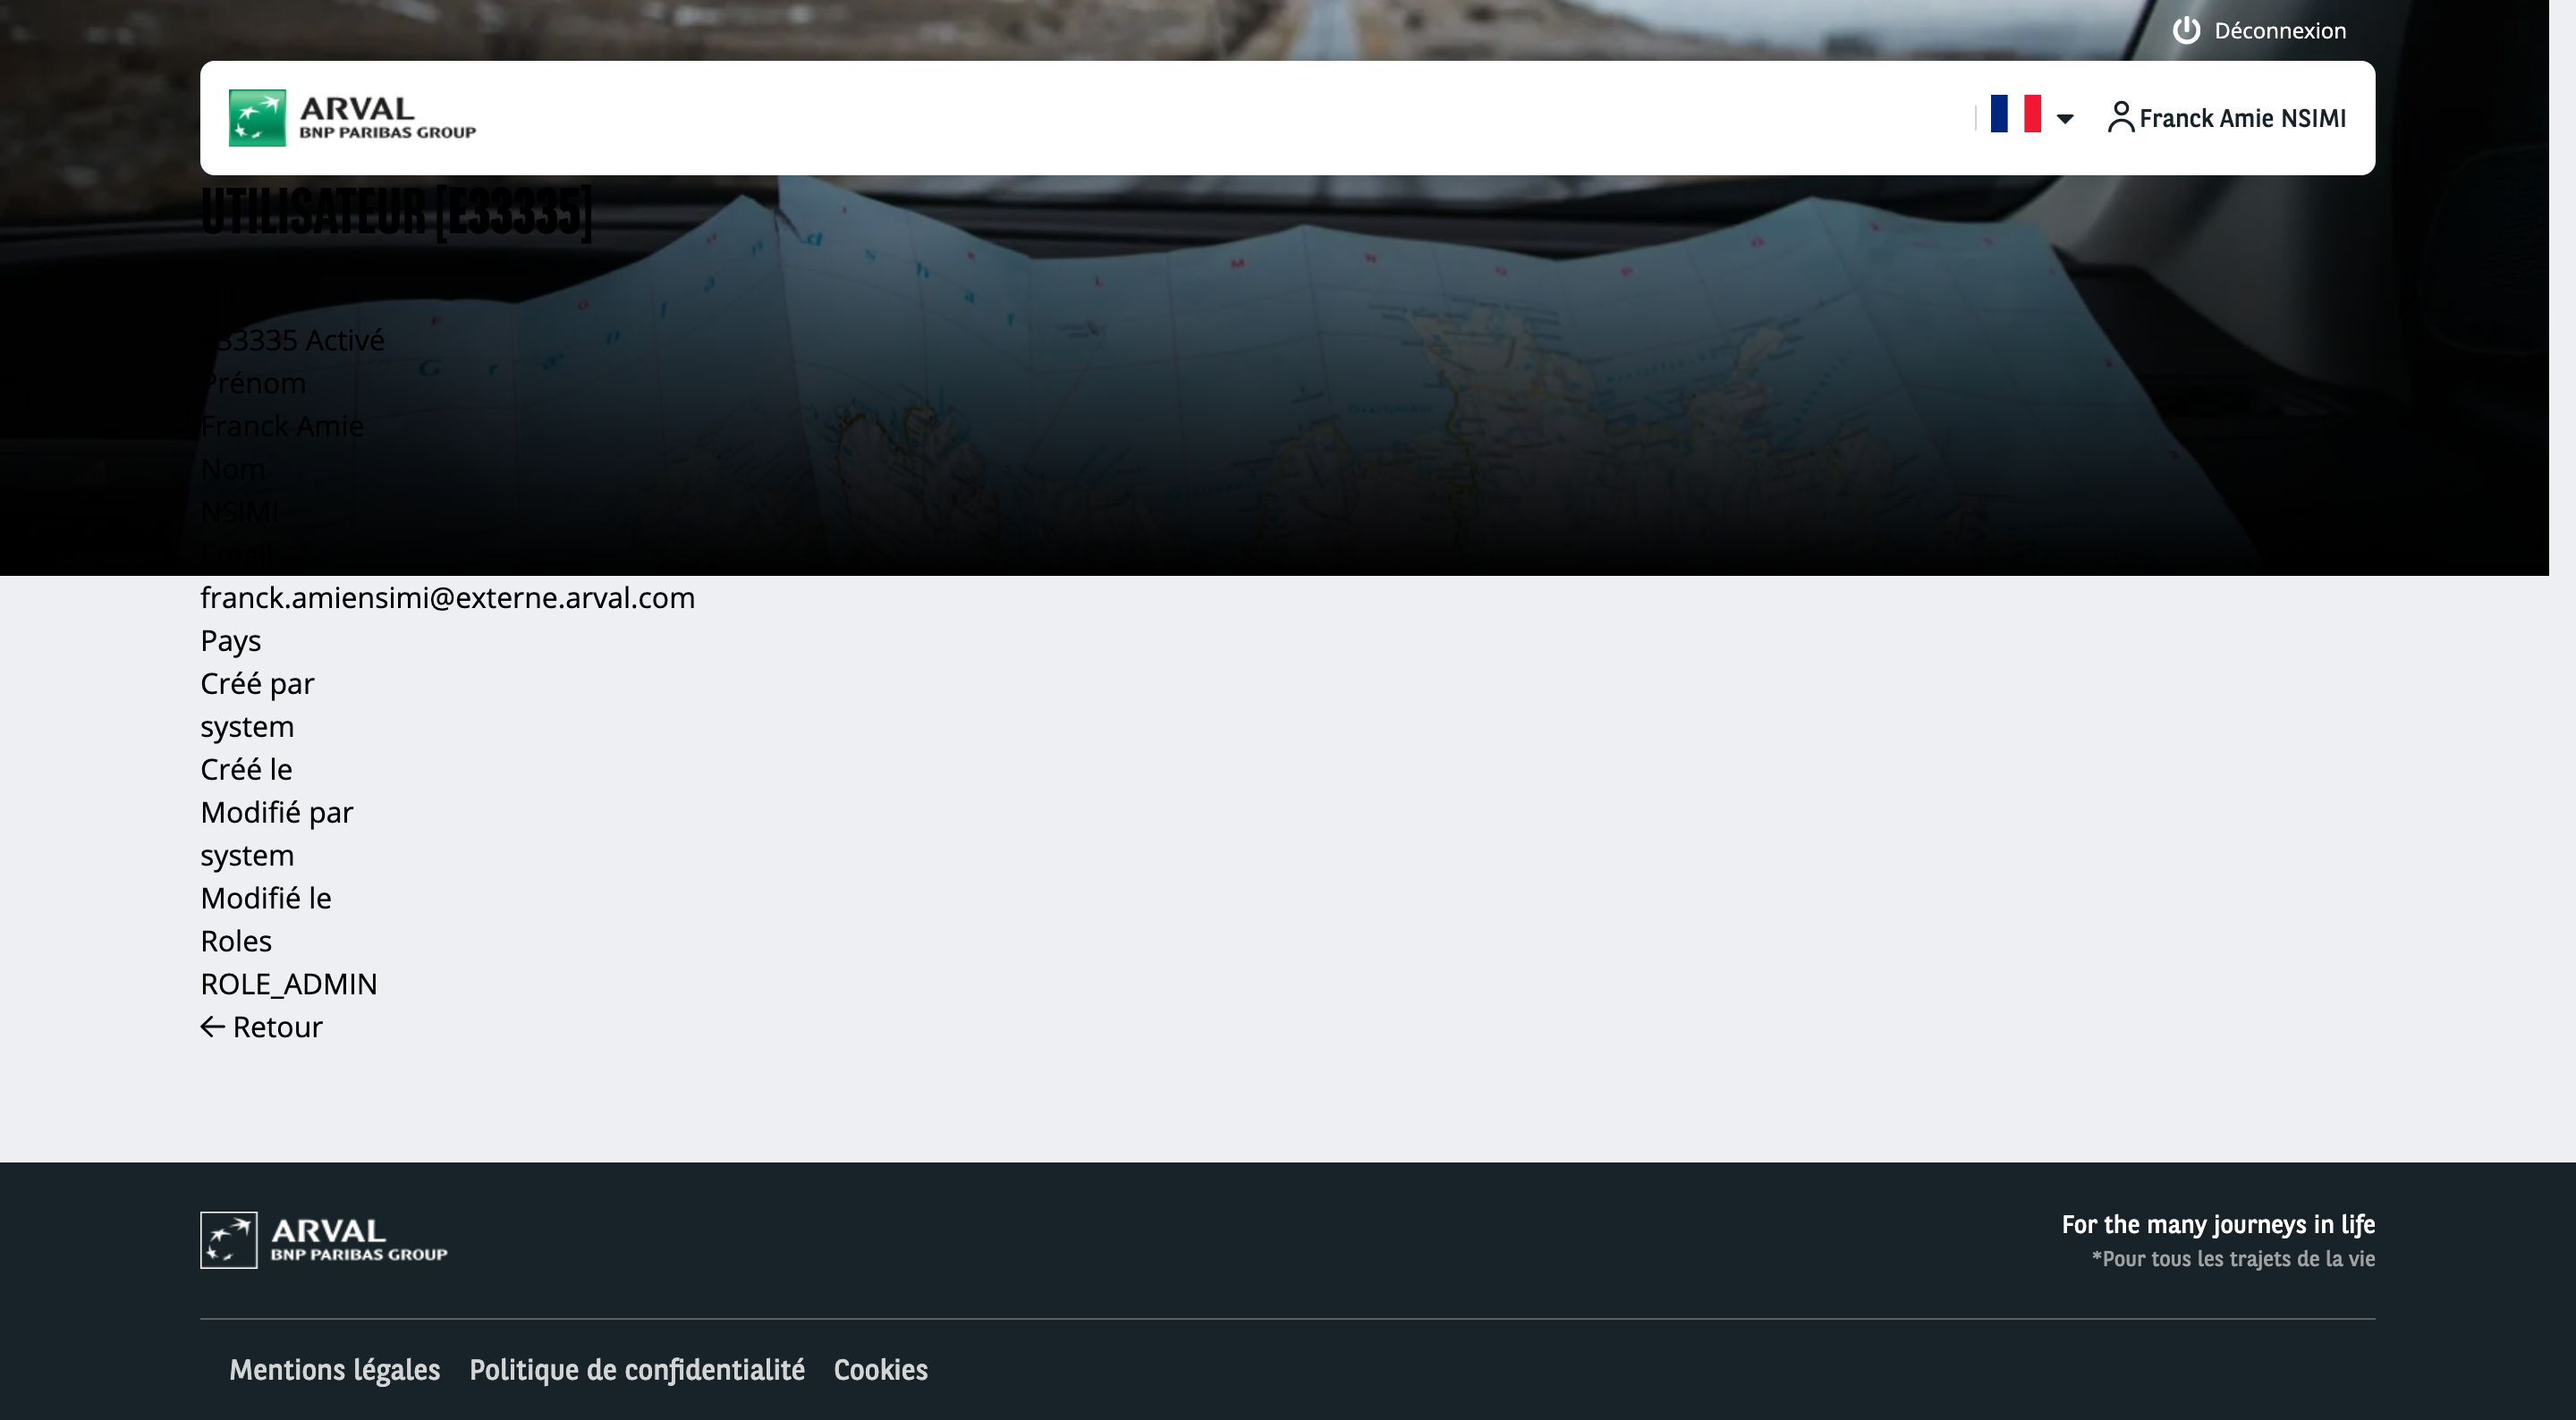 Déconnexion
ARVAL
BNP PARIBAS GROUP
Franck Amie NSIMI
UTILISATEUR [E33335]
33335 Activé
Prénom
Franck Amie
Nom
NSIMI
Email
franck.amiensimi@externe.arval.com
Pays
Créé par
system
Créé le
Modifié par
system
Modifié le
Roles
ROLE_ADMIN
← Retour
ARVAL
BNP PARIBAS GROUP
For the many journeys in life
*Pour tous les trajets de la vie
Mentions légales Politique de confidentialité Cookies